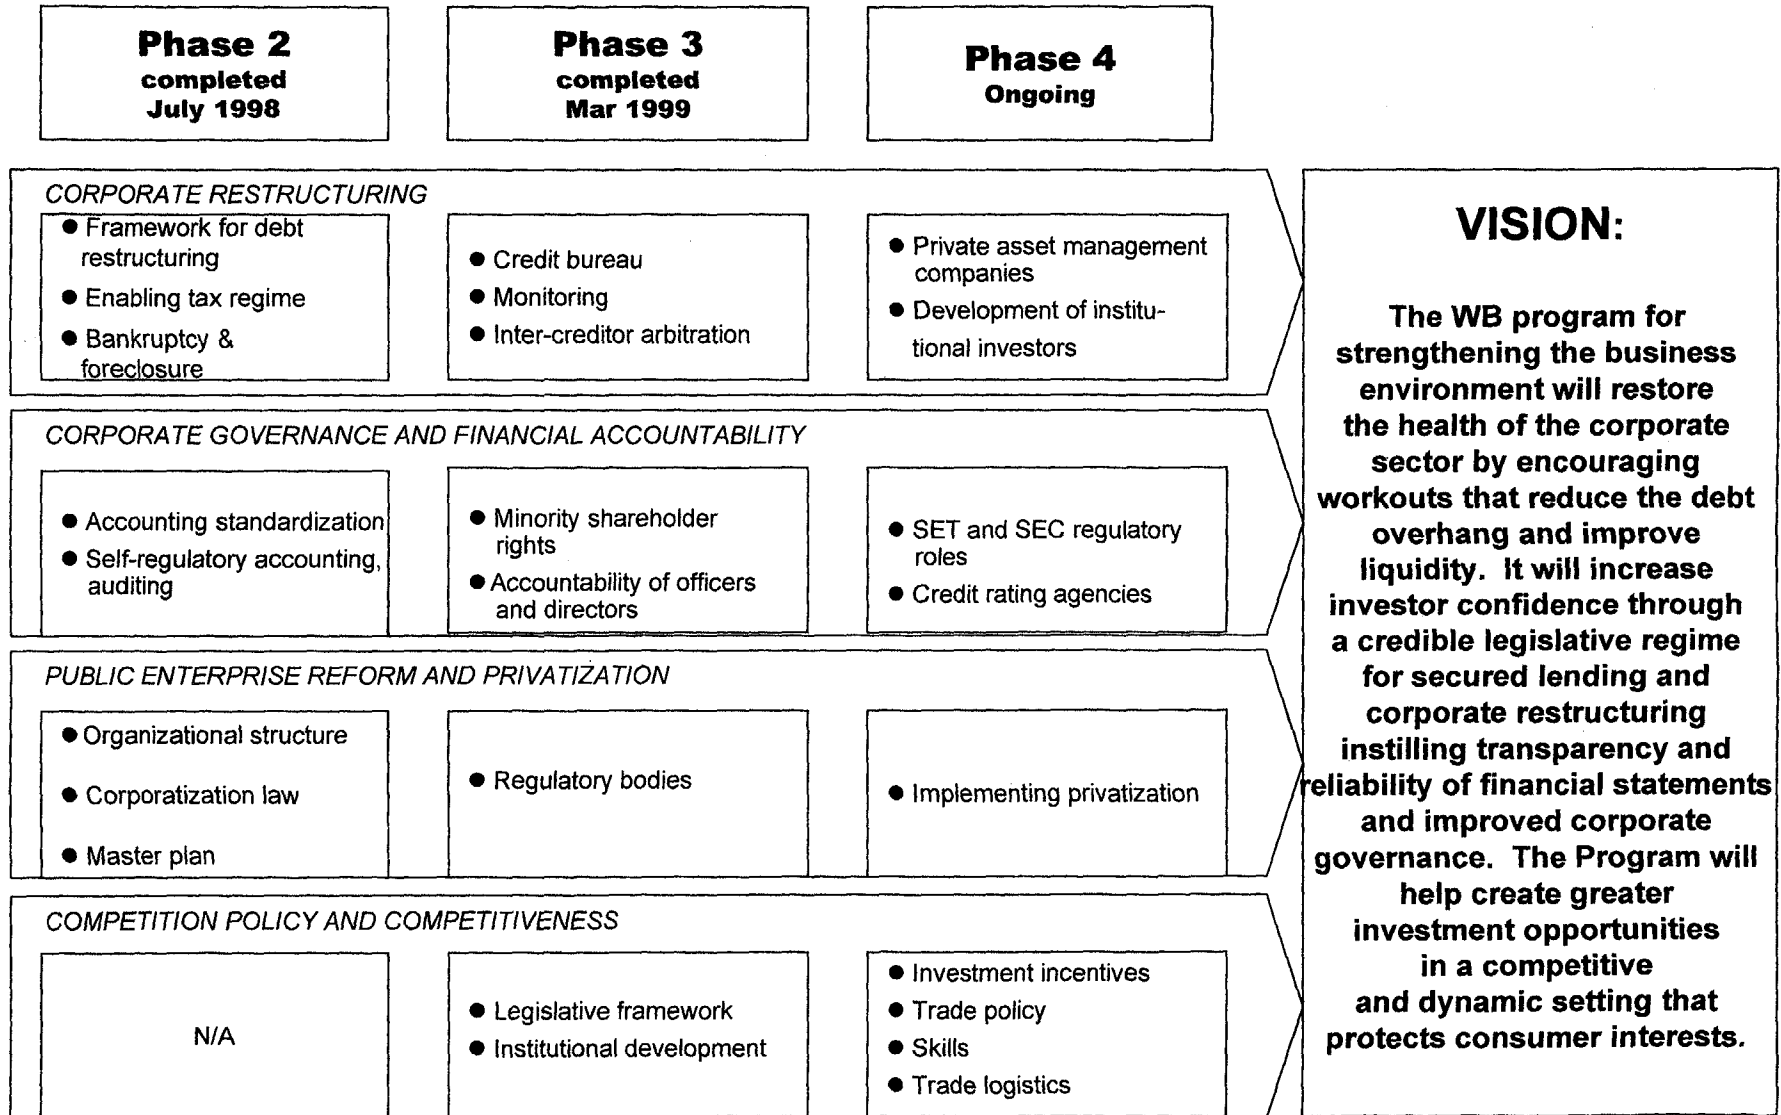 Phase 2
completed
July 1998
Phase 3
completed
Mar 1999
Phase 4
Ongoing
CORPORATE RESTRUCTURING
● Framework for debt
restructuring
● Enabling tax regime
● Bankruptcy &
foreclosure
● Credit bureau
● Monitoring
● Inter-creditor arbitration
● Private asset management
companies
● Development of institu-
tional investors
CORPORATE GOVERNANCE AND FINANCIAL ACCOUNTABILITY
● Accounting standardization
● Self-regulatory accounting,
auditing
● Minority shareholder
rights
● Accountability of officers
and directors
● SET and SEC regulatory
roles
● Credit rating agencies
PUBLIC ENTERPRISE REFORM AND PRIVATIZATION
● Organizational structure
● Corporatization law
● Master plan
● Regulatory bodies
● Implementing privatization
COMPETITION POLICY AND COMPETITIVENESS
N/A
● Legislative framework
● Institutional development
● Investment incentives
● Trade policy
● Skills
● Trade logistics
VISION:
The WB program for
strengthening the business
environment will restore
the health of the corporate
sector by encouraging
workouts that reduce the debt
overhang and improve
liquidity. It will increase
investor confidence through
a credible legislative regime
for secured lending and
corporate restructuring
instilling transparency and
reliability of financial statements
and improved corporate
governance. The Program will
help create greater
investment opportunities
in a competitive
and dynamic setting that
protects consumer interests.